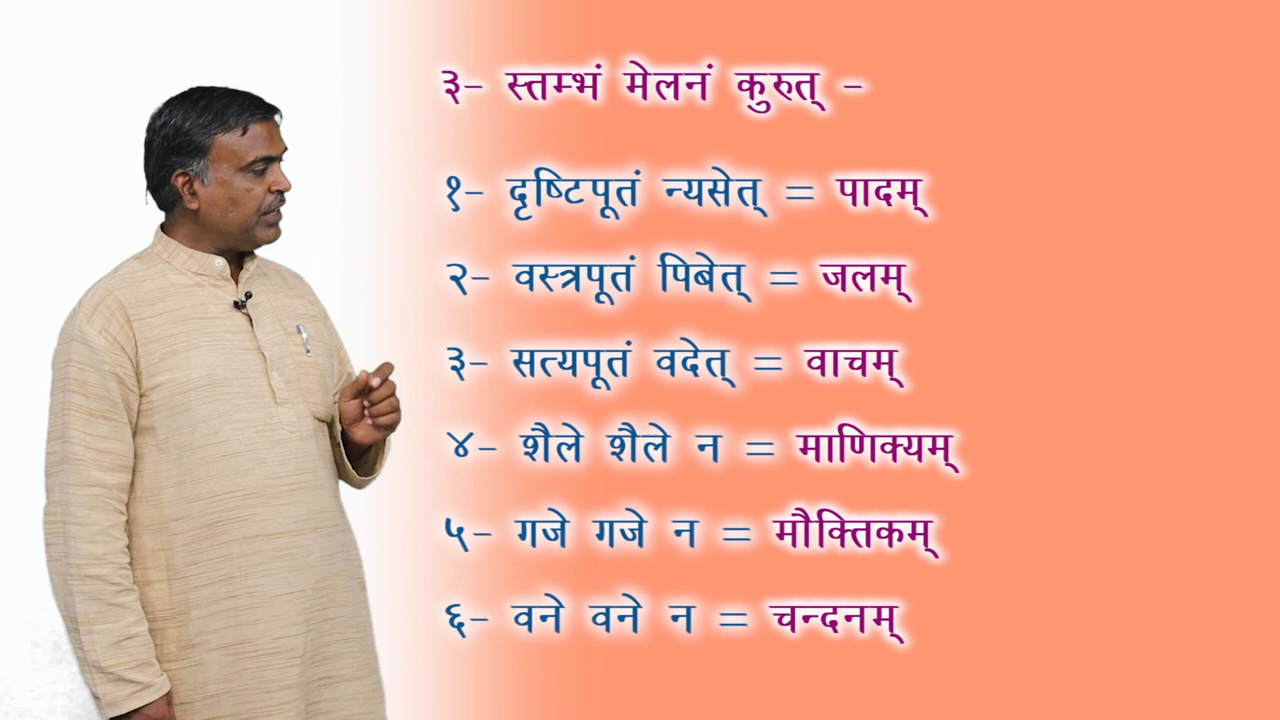 ३- स्तम्भं मेलनं कुरुत् -
१- दृष्टिपूतं न्यसेत् = पादम्
२- वस्त्रपूतं पिबेत् = जलम्
३- सत्यपूतं वदेत् = वाचम्
४- शैले शैले न = माणिक्यम्
५- गजे गजे न = मौक्तिकम्
६- वने वने न = चन्दनम्